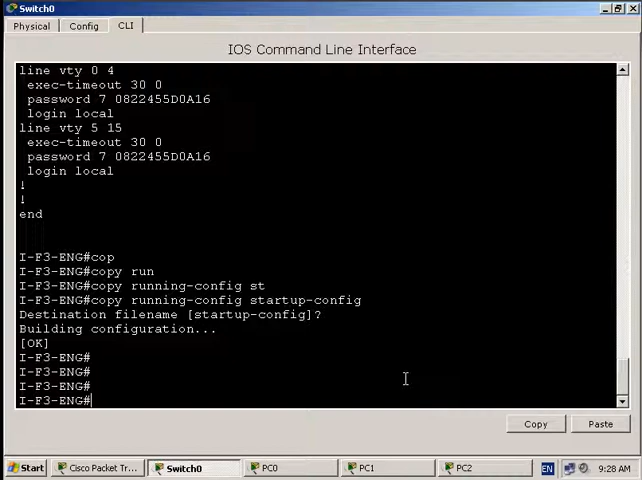 Switch0
Physical Config CLI
IOS Command Line Interface
line vty 0 4
exec-timeout 30 0
password 7 0822455D0A16
login local
line vty 5 15
exec-timeout 30 0
password 7 0822455D0A16
login local
!
!
end
I-F3-ENG#cop
I-F3-ENG#copy run
I-F3-ENG#copy running-config st
I-F3-ENG#copy running-config startup-config
Destination filename [startup-config]?
Building configuration...
[OK]
I-F3-ENG#
I-F3-ENG#
I-F3-ENG#
I-F3-ENG#
Copy Paste
Start Cisco Packet Tr... Switch0 PC0 PC1 PC2 EN 9:28 AM